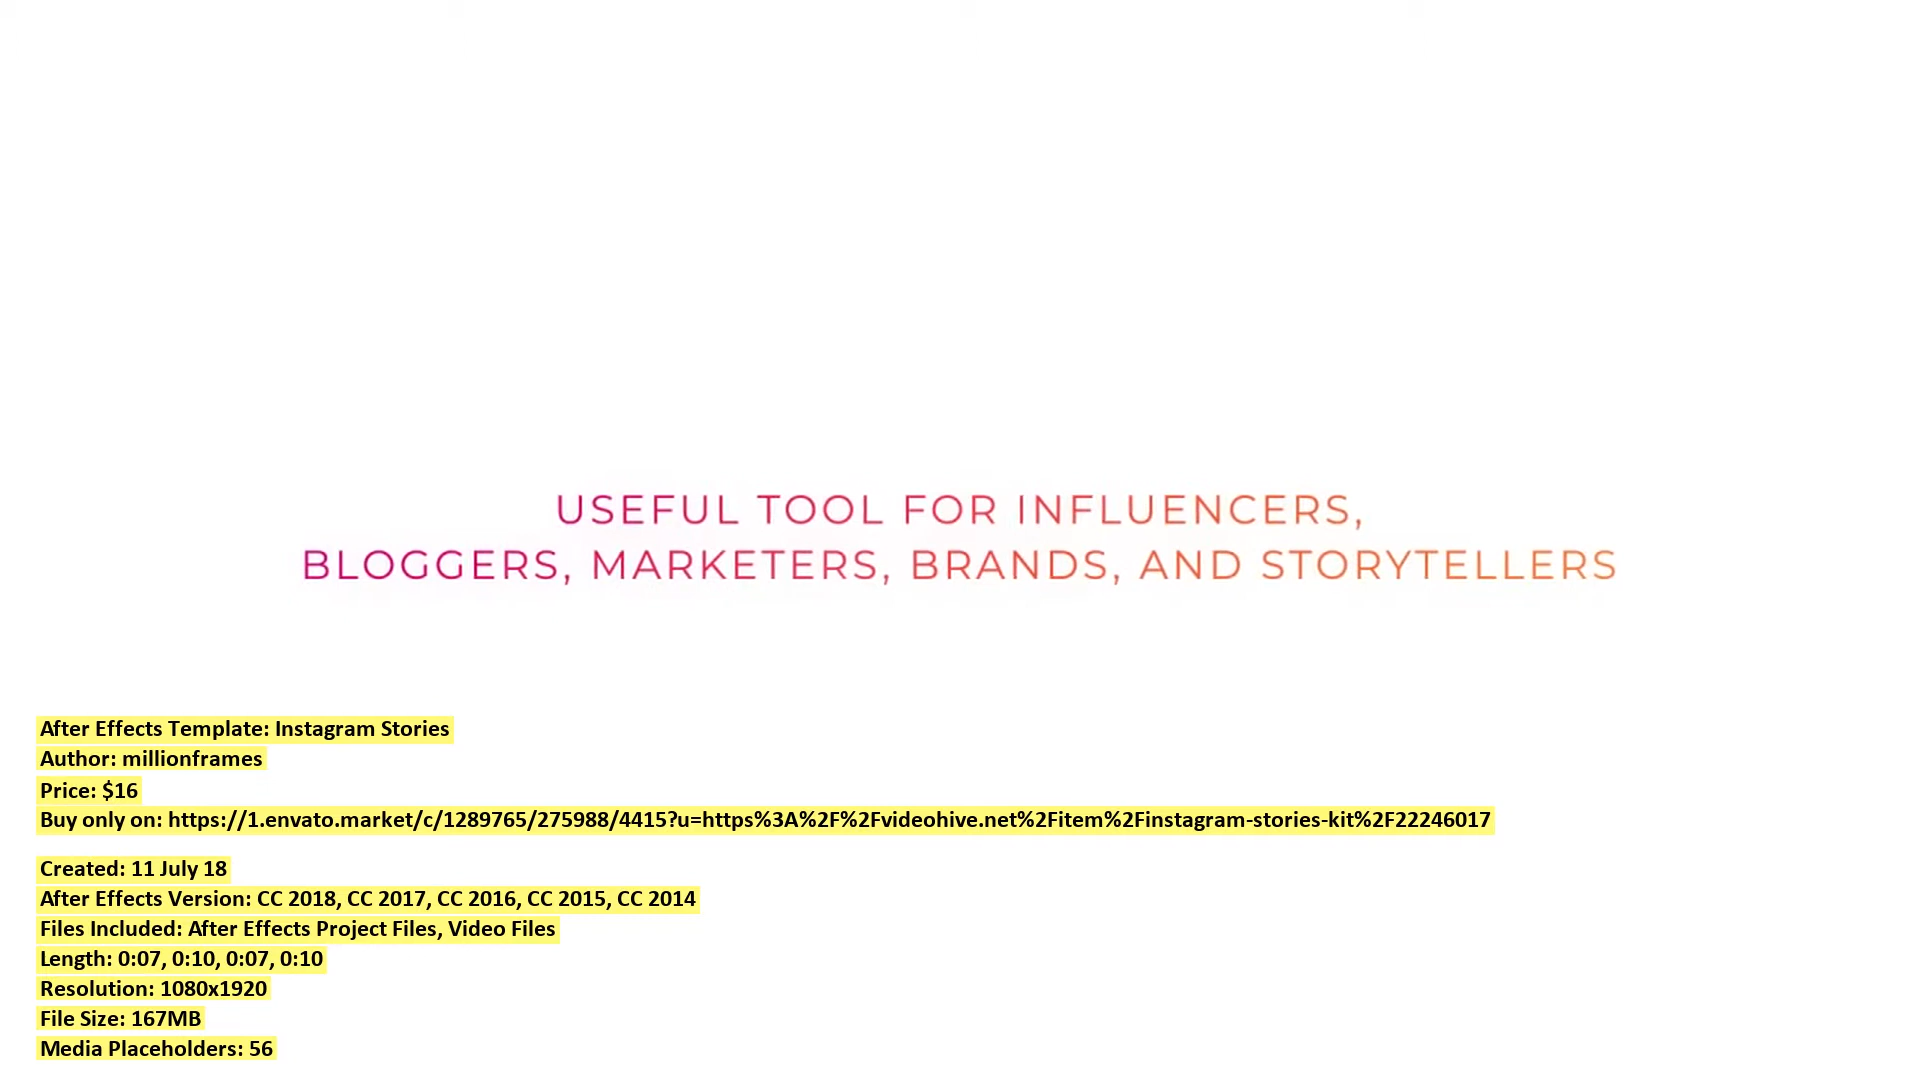 USEFUL TOOL FOR INFLUENCERS,
BLOGGERS, MARKETERS, BRANDS, AND STORYTELLERS
After Effects Template: Instagram Stories
Author: millionframes
Price: $16
Buy only on: https://1.envato.market/c/1289765/275988/4415?u=https%3A%2F%2Fvideohive.net%2Fitem%2Finstagram-stories-kit%2F22246017
Created: 11 July 18
After Effects Version: CC 2018, CC 2017, CC 2016, CC 2015, CC 2014
Files Included: After Effects Project Files, Video Files
Length: 0:07, 0:10, 0:07, 0:10
Resolution: 1080x1920
File Size: 167MB
Media Placeholders: 56